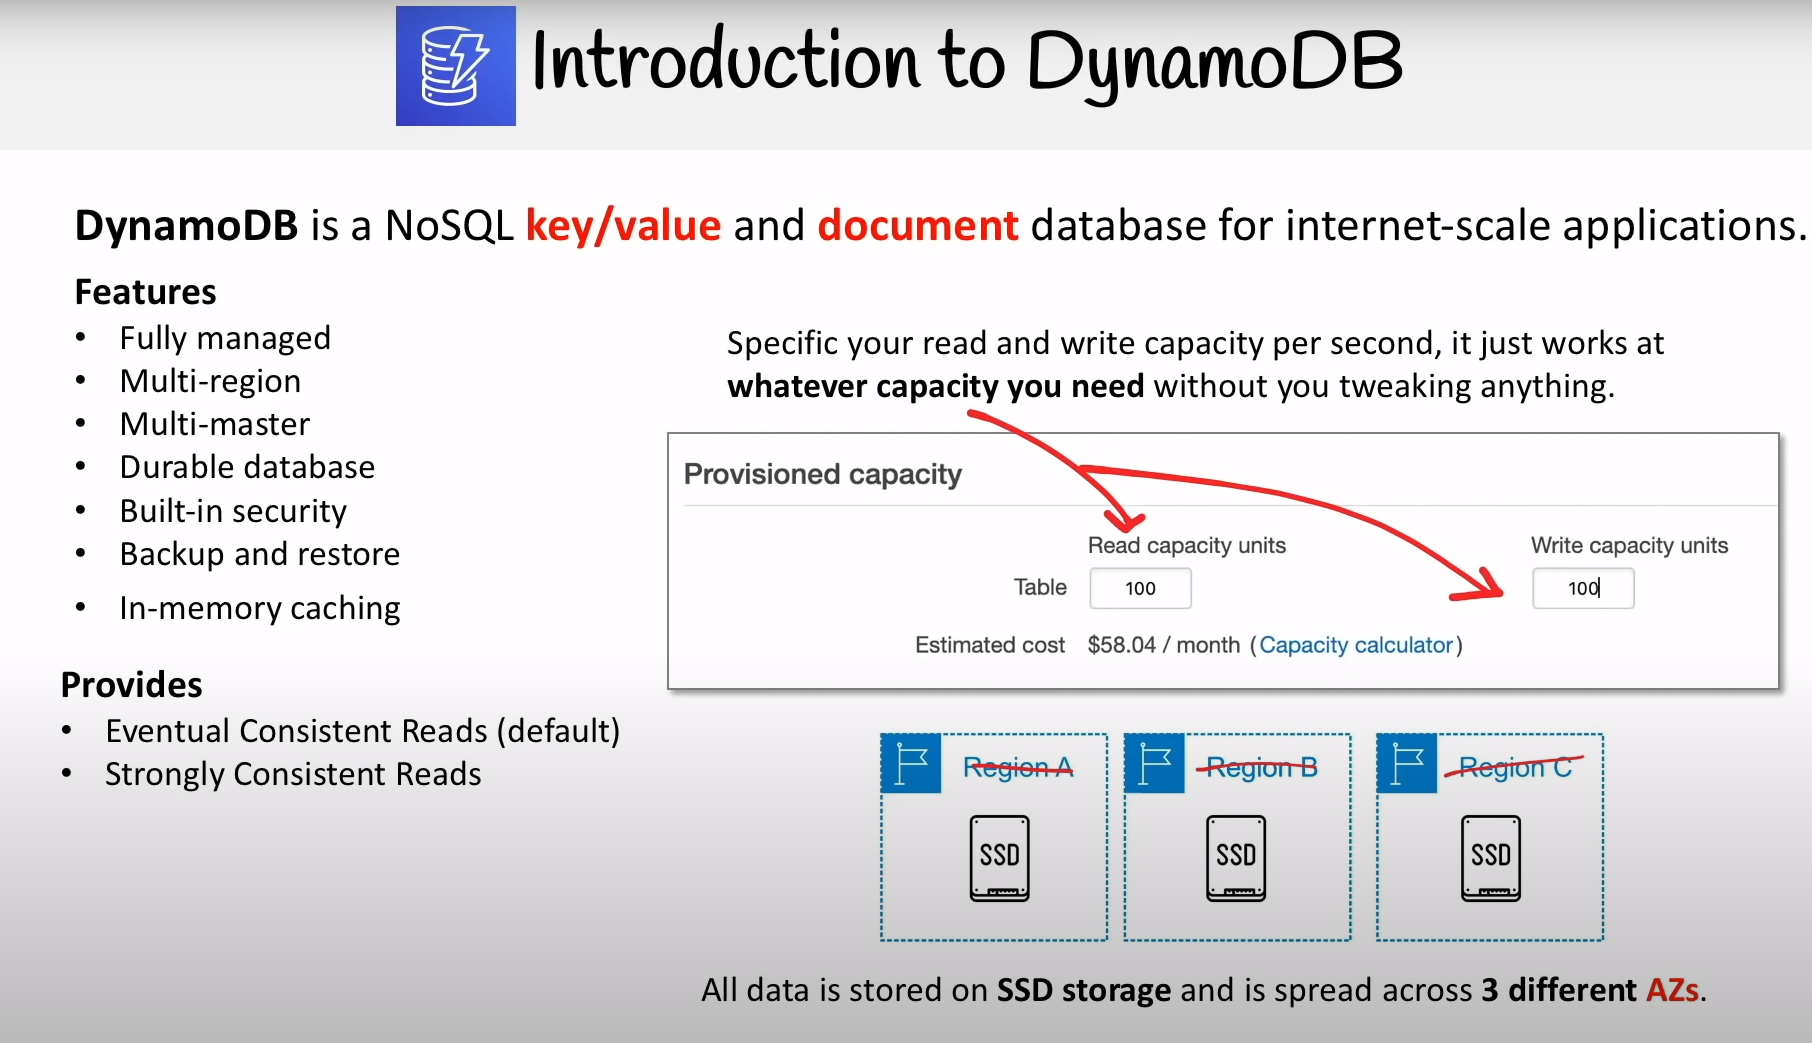 Introduction to DynamoDB
DynamoDB is a NoSQL key/value and document database for internet-scale applications.
Features
• Fully managed
• Multi-region
• Multi-master
• Durable database
• Built-in security
• Backup and restore
• In-memory caching
Provides
• Eventual Consistent Reads (default)
• Strongly Consistent Reads
Specific your read and write capacity per second, it just works at
whatever capacity you need without you tweaking anything.
Provisioned capacity
Read capacity units Write capacity units
Table 100 100
Estimated cost $58.04 / month (Capacity calculator)
Region A Region B Region C
SSD SSD SSD
All data is stored on SSD storage and is spread across 3 different AZs.